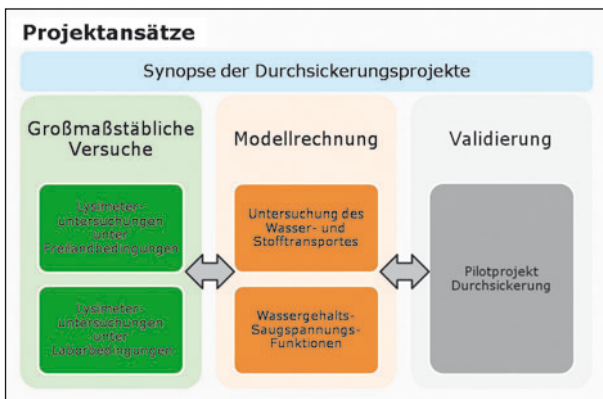 Projektansätze
Synopse der Durchsickerungsprojekte
Großmaßstäbliche
Versuche
Lysimeter-
untersuchungen
unter
Freilandbedingungen
Lysimeter-
untersuchungen
unter
Laborbedingungen
Modellrechnung
Untersuchung des
Wasser- und
Stofftransportes
Wassergehalts-
Saugspannungs-
Funktionen
Validierung
Pilotprojekt
Durchsickerung